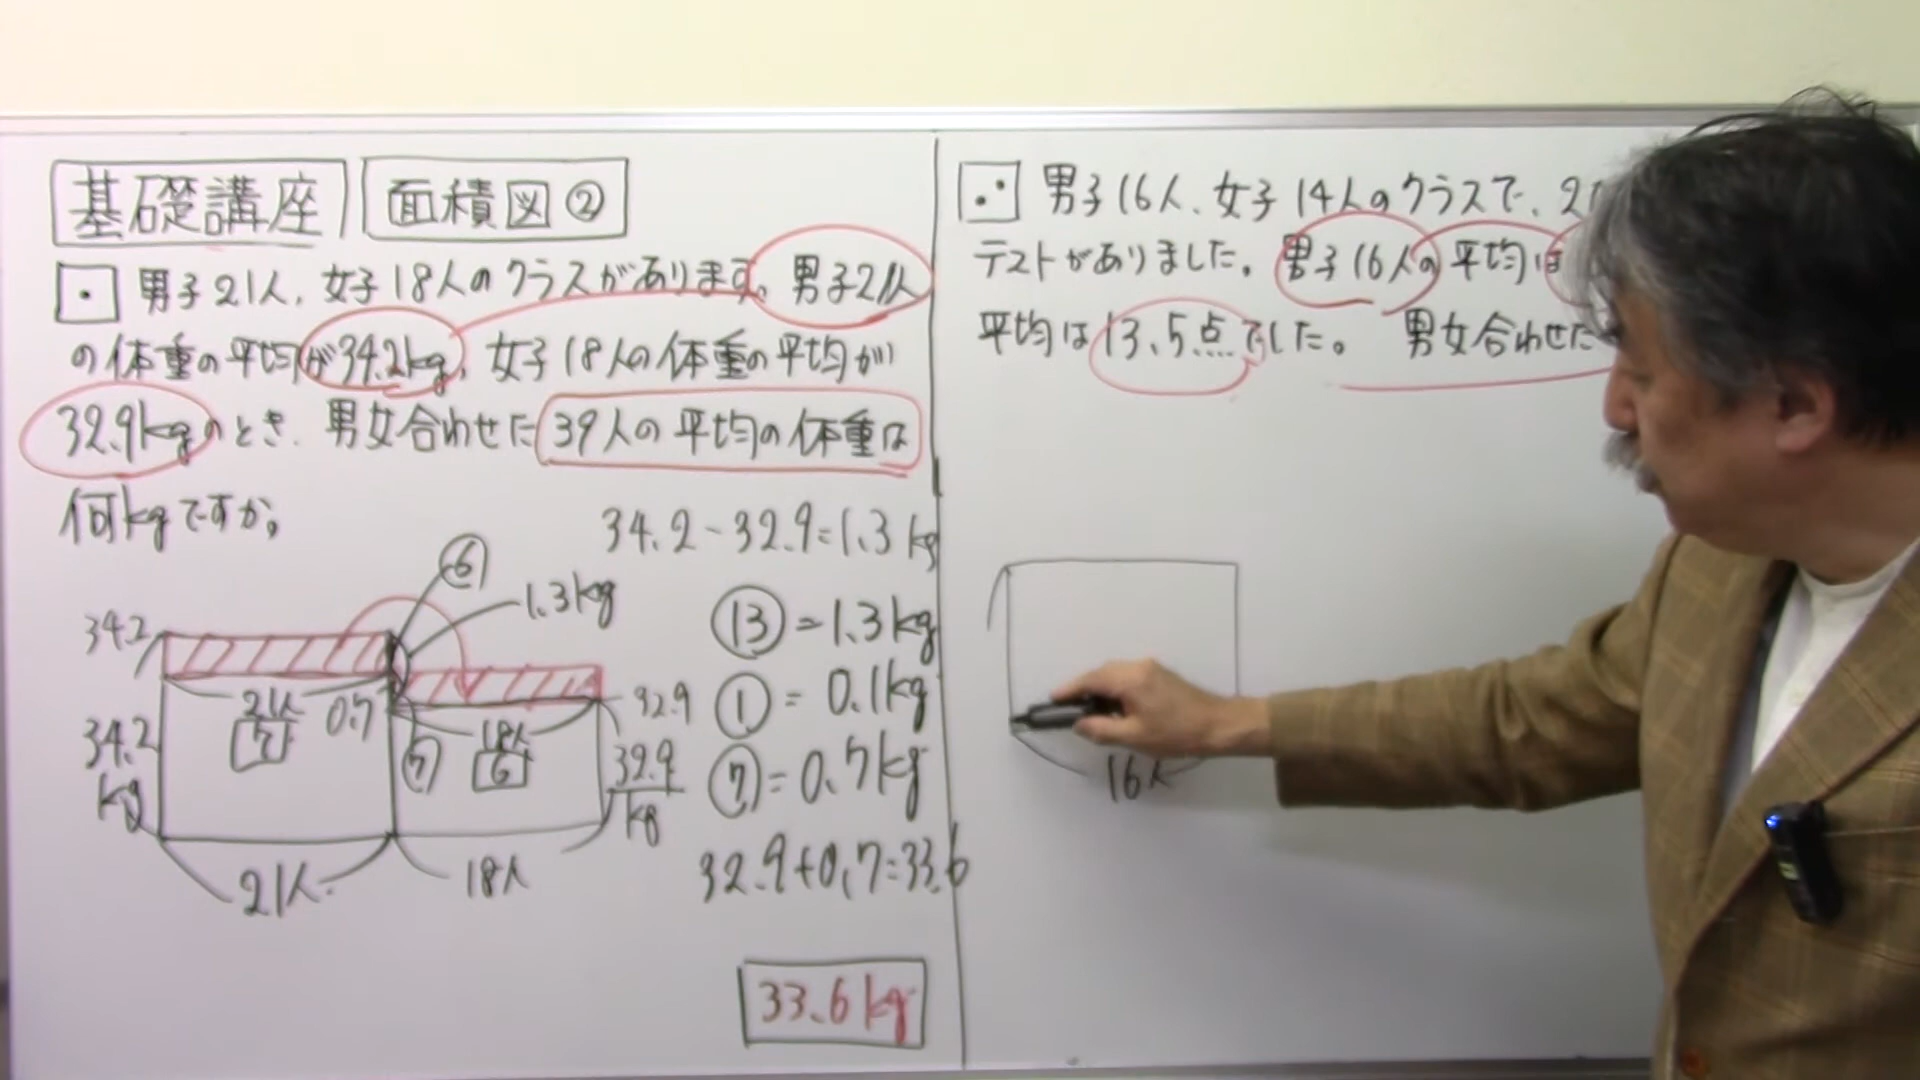 基礎講座 面積図②
男子21人、女子18人のクラスがあります。男子21人
の体重の平均が34.2kg、女子18人の体重の平均が
32.9kgのとき、男女合わせた39人の平均の体重は
何kgですか。
34.2-32.9=1.3kg
⑥
1.3kg
34.2
⑬=1.3kg
21人
7
0.7
18人
6
⑦
32.9
①=0.1kg
34.2
kg
32.9
kg
⑦=0.7kg
21人
18人
32.9+0.7=33.6
33.6kg
男子16人、女子14人のクラスで、
テストがありました。男子16人の平均は
平均は13.5点でした。 男女合わせた
16人